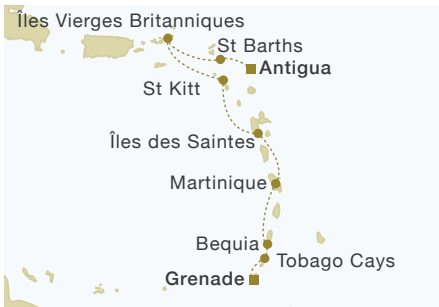 Îles Vierges Britanniques
St Barths
Antigua
St Kitt
Îles des Saintes
Martinique
Bequia
Tobago Cays
Grenade